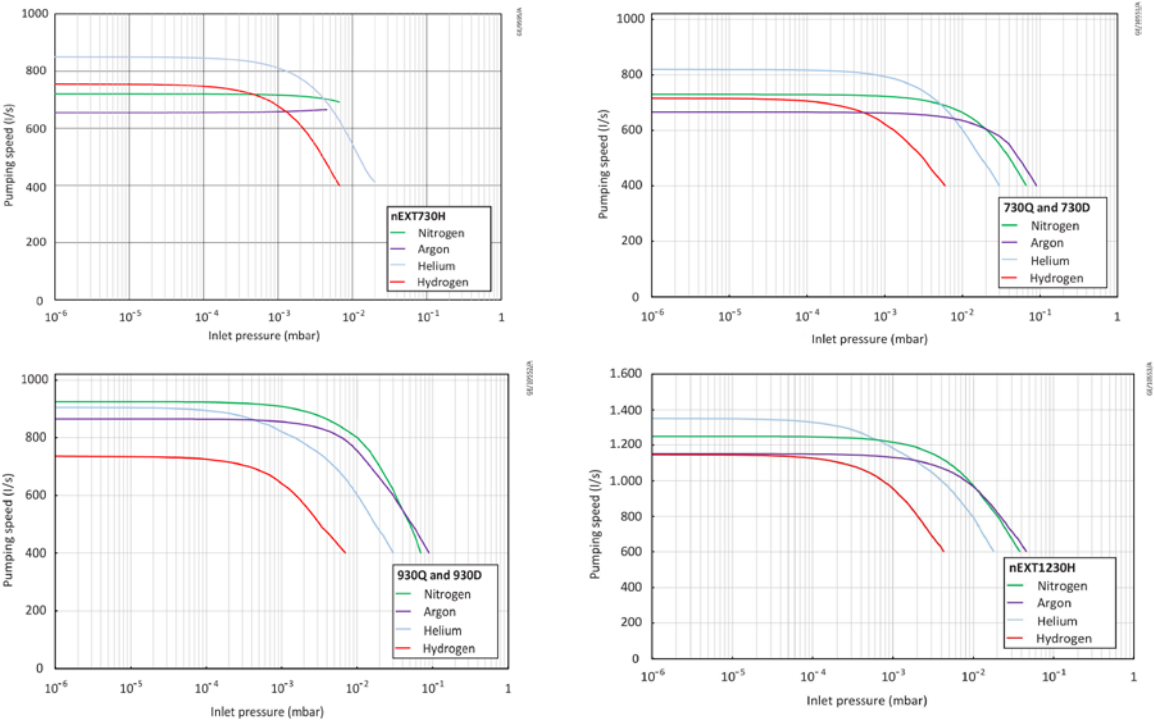 1000
800
600
400
200
0
Pumping speed (l/s)
10⁻⁶ 10⁻⁵ 10⁻⁴ 10⁻³ 10⁻² 10⁻¹ 1
Inlet pressure (mbar)
nEXT730H
Nitrogen
Argon
Helium
Hydrogen
1000
800
600
400
200
0
Pumping speed (l/s)
10⁻⁶ 10⁻⁵ 10⁻⁴ 10⁻³ 10⁻² 10⁻¹ 1
Inlet pressure (mbar)
730Q and 730D
Nitrogen
Argon
Helium
Hydrogen
1000
800
600
400
200
0
Pumping speed (l/s)
10⁻⁶ 10⁻⁵ 10⁻⁴ 10⁻³ 10⁻² 10⁻¹ 1
Inlet pressure (mbar)
930Q and 930D
Nitrogen
Argon
Helium
Hydrogen
1.600
1.400
1.200
1.000
800
600
400
200
0
Pumping speed (l/s)
10⁻⁶ 10⁻⁵ 10⁻⁴ 10⁻³ 10⁻² 10⁻¹ 1
Inlet pressure (mbar)
nEXT1230H
Nitrogen
Argon
Helium
Hydrogen